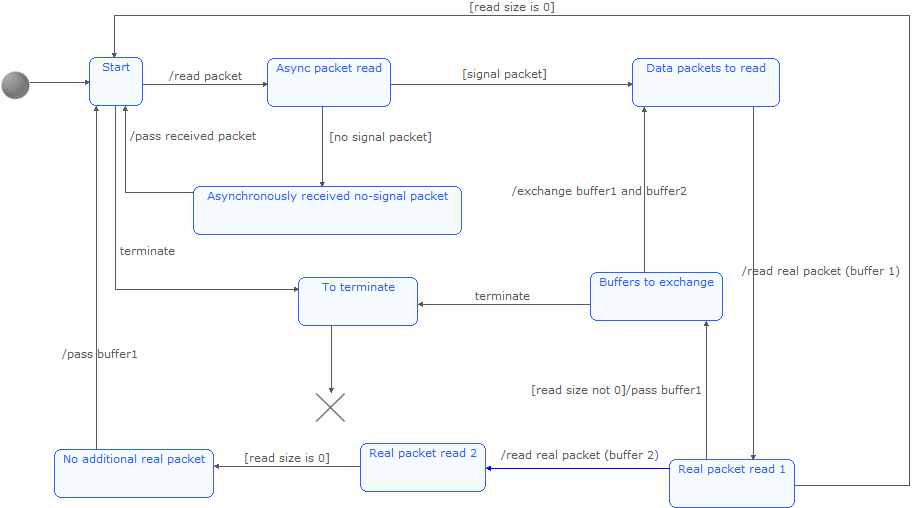 [read size is 0]
Start
/read packet
Async packet read
[signal packet]
Data packets to read
/pass received packet
[no signal packet]
Asynchronously received no-signal packet
/exchange buffer1 and buffer2
terminate
/read real packet (buffer 1)
To terminate
terminate
Buffers to exchange
/pass buffer1
[read size not 0]/pass buffer1
No additional real packet
[read size is 0]
Real packet read 2
/read real packet (buffer 2)
Real packet read 1